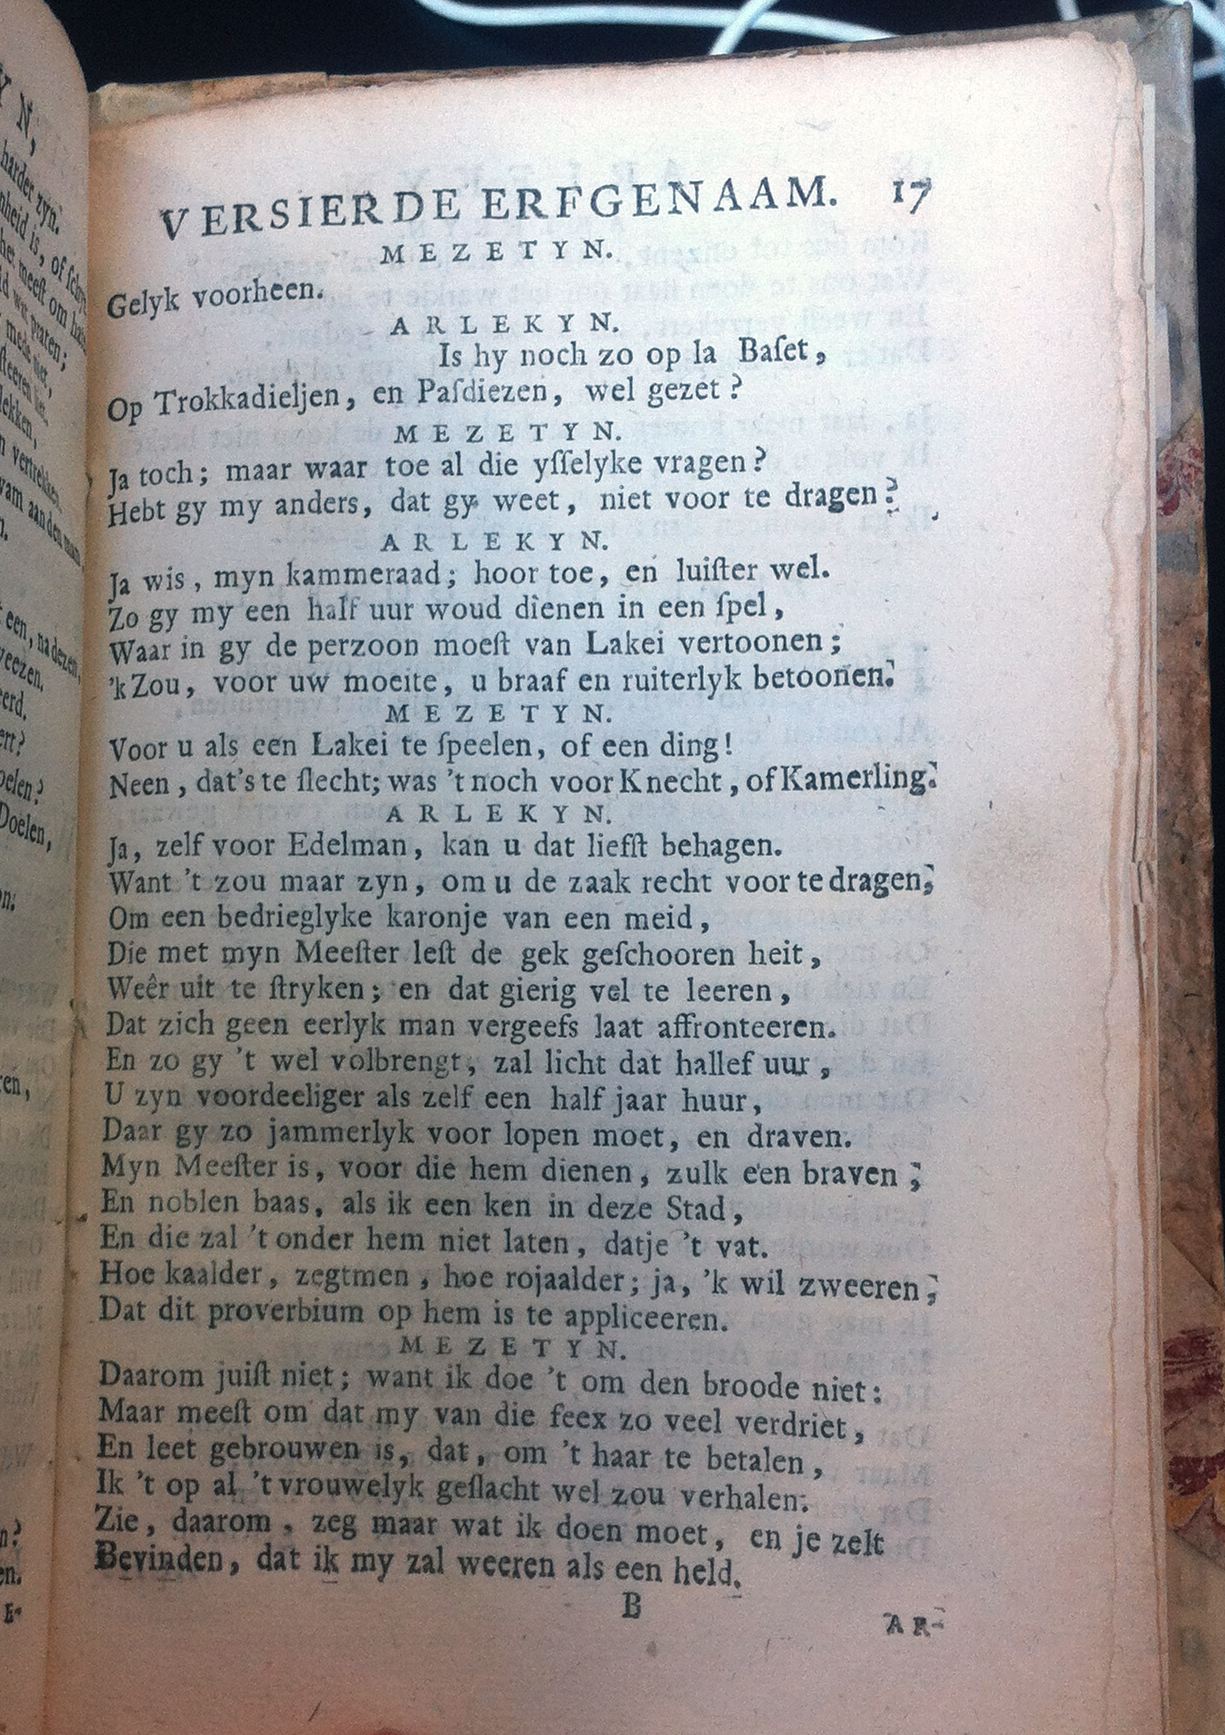 VERSIERDE ERFGENAAM. 17
MEZETYN.
Gelyk voorheen.
ARLEKYN.
Is hy noch zo op la Baſet,
Op Trokkadieljen, en Paſdiezen, wel gezet?
MEZETYN.
Ja toch; maar waar toe al die yſſelyke vragen?
Hebt gy my anders, dat gy weet, niet voor te dragen?
ARLEKYN.
Ja wis, myn kammeraad; hoor toe, en luiſter wel.
Zo gy my een half uur woud dienen in een ſpel,
Waar in gy de perzoon moeſt van Lakei vertoonen;
'k Zou, voor uw moeite, u braaf en ruiterlyk betoonen.
MEZETYN.
Voor u als een Lakei te ſpeelen, of een ding!
Neen, dat's te ſlecht; was 't noch voor Knecht, of Kamerling.
ARLEKYN.
Ja, zelf voor Edelman, kan u dat liefſt behagen.
Want 't zou maar zyn, om u de zaak recht voor te dragen,
Om een bedrieglyke karonje van een meid,
Die met myn Meeſter leſt de gek geſchooren heit,
Weêr uit te ſtryken; en dat gierig vel te leeren,
Dat zich geen eerlyk man vergeefs laat affronteeren.
En zo gy 't wel volbrengt, zal licht dat hallef uur,
U zyn voordeeliger als zelf een half jaar huur,
Daar gy zo jammerlyk voor lopen moet, en draven.
Myn Meeſter is, voor die hem dienen, zulk een braven,
En noblen baas, als ik een ken in deze Stad,
En die zal 't onder hem niet laten, datje 't vat.
Hoe kaalder, zegtmen, hoe rojaalder; ja, 'k wil zweeren,
Dat dit proverbium op hem is te appliceeren.
MEZETYN.
Daarom juiſt niet; want ik doe 't om den broode niet:
Maar meeſt om dat my van die feex zo veel verdriet,
En leet gebrouwen is, dat, om 't haar te betalen,
Ik 't op al 't vrouwelyk geſlacht wel zou verhalen.
Zie, daarom, zeg maar wat ik doen moet, en je zelt
Bevinden, dat ik my zal weeren als een held.
B
AR-